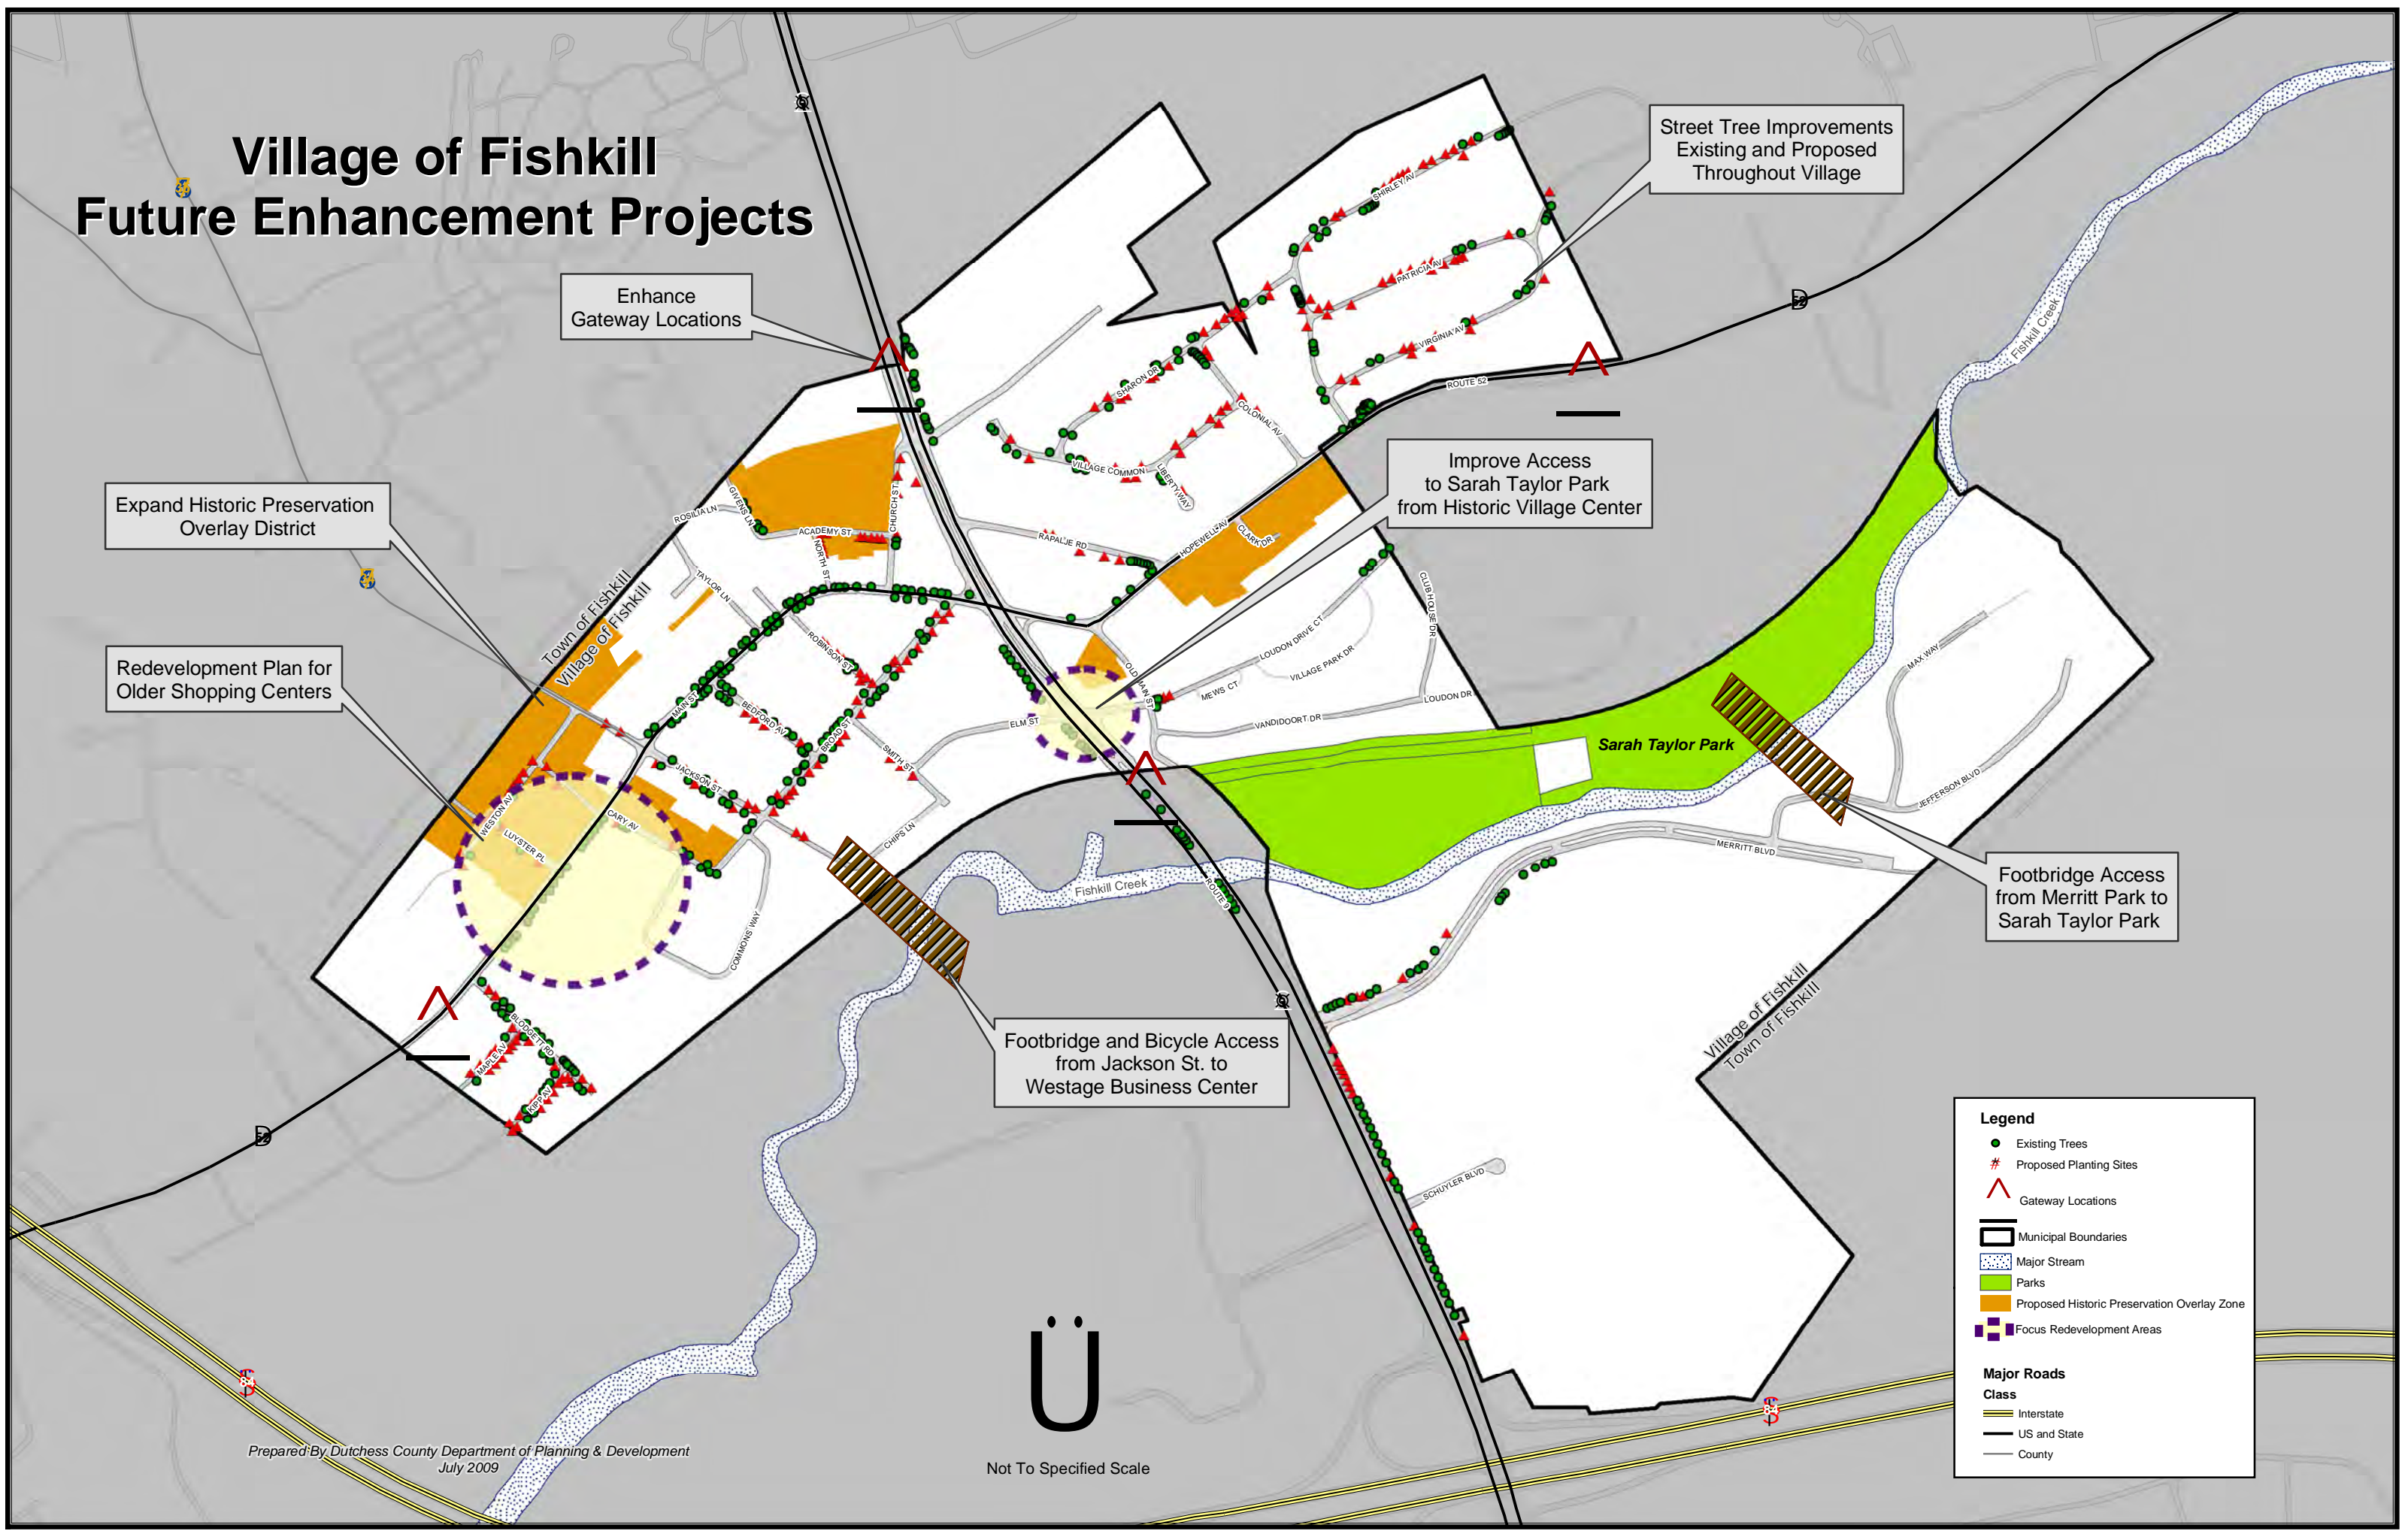 Village of Fishkill
Future Enhancement Projects
Street Tree Improvements
Existing and Proposed
Throughout Village
Enhance
Gateway Locations
Improve Access
to Sarah Taylor Park
from Historic Village Center
Expand Historic Preservation
Overlay District
Redevelopment Plan for
Older Shopping Centers
Footbridge Access
from Merritt Park to
Sarah Taylor Park
Footbridge and Bicycle Access
from Jackson St. to
Westage Business Center
Town of Fishkill
Village of Fishkill
Village of Fishkill
Town of Fishkill
Sarah Taylor Park
Fishkill Creek
Fishkill Creek
SHIRLEY AV
PATRICIA AV
VIRGINIA AV
ROUTE 52
SHARON DR
COLONIAL AV
VILLAGE COMMON
LIBERTY WAY
GIVENS LN
ROSILIA LN
ACADEMY ST
CHURCH ST
NORTH ST
TAYLOR LN
RAPALJE RD
HOPEWELL AV
CLARK DR
CLUB HOUSE DR
LOUDON DRIVE CT
VILLAGE PARK DR
MEWS CT
LOUDON DR
VANDIDOORT DR
OLD MAIN ST
ELM ST
ROBINSON ST
MAIN ST
BEDFORD AV
BROAD ST
SMITH ST
JACKSON ST
CARY AV
WESTON AV
LUYSTER PL
CHIPS LN
COMMONS WAY
BLODGETT RD
MAPLE AV
KIPP AV
ROUTE 9
MAX WAY
JEFFERSON BLVD
MERRITT BLVD
SCHUYLER BLVD
84
84
Ü
Not To Specified Scale
Prepared By Dutchess County Department of Planning & Development
July 2009
Legend
Existing Trees
# Proposed Planting Sites
Gateway Locations
Municipal Boundaries
Major Stream
Parks
Proposed Historic Preservation Overlay Zone
Focus Redevelopment Areas
Major Roads
Class
Interstate
US and State
County